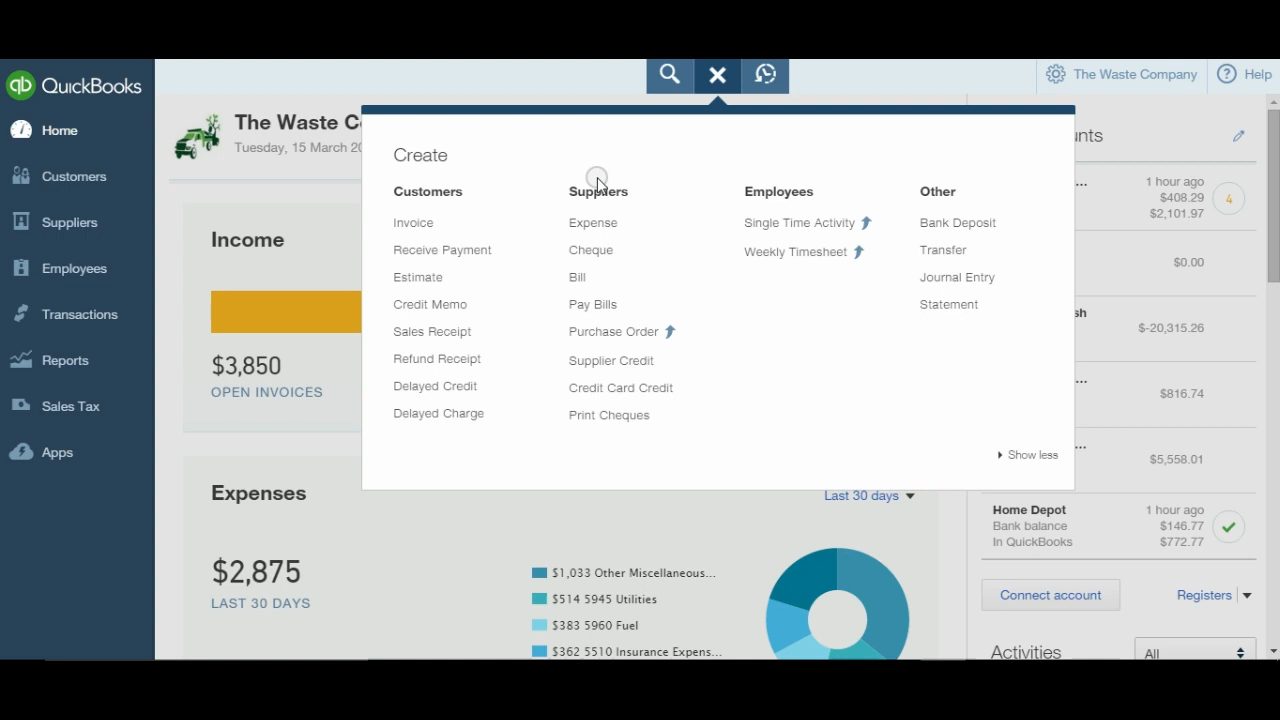 qb QuickBooks
Home
Customers
Suppliers
Employees
Transactions
Reports
Sales Tax
Apps
The Waste Company
Help
The Waste C
Tuesday, 15 March 20
Income
$3,850
OPEN INVOICES
Create
Customers
Invoice
Receive Payment
Estimate
Credit Memo
Sales Receipt
Refund Receipt
Delayed Credit
Delayed Charge
Suppliers
Expense
Cheque
Bill
Pay Bills
Purchase Order
Supplier Credit
Credit Card Credit
Print Cheques
Employees
Single Time Activity
Weekly Timesheet
Other
Bank Deposit
Transfer
Journal Entry
Statement
Show less
Expenses
Last 30 days
$2,875
LAST 30 DAYS
$1,033 Other Miscellaneous...
$514 5945 Utilities
$383 5960 Fuel
$362 5510 Insurance Expens...
unts
... 1 hour ago
$408.29
4
$2,101.97
$0.00
sh
$-20,315.26
...
$816.74
...
$5,558.01
Home Depot 1 hour ago
Bank balance $146.77
In QuickBooks $772.77
Connect account
Registers
Activities
All